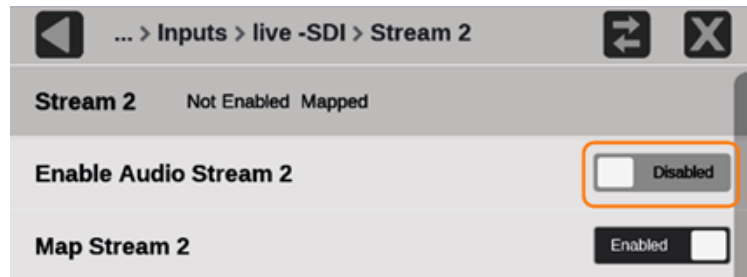 ... > Inputs > live -SDI > Stream 2
Stream 2 Not Enabled Mapped
Enable Audio Stream 2 Disabled
Map Stream 2 Enabled